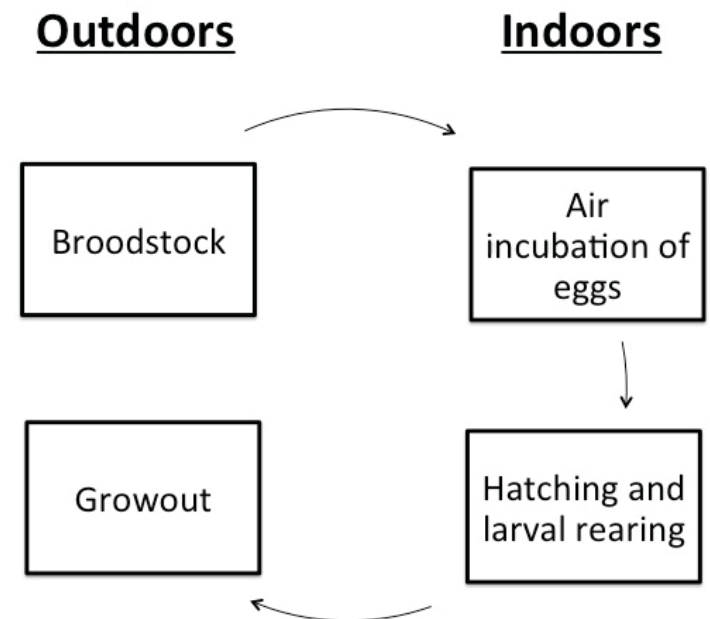 Outdoors
Indoors
Broodstock
Air
incubation of
eggs
Growout
Hatching and
larval rearing